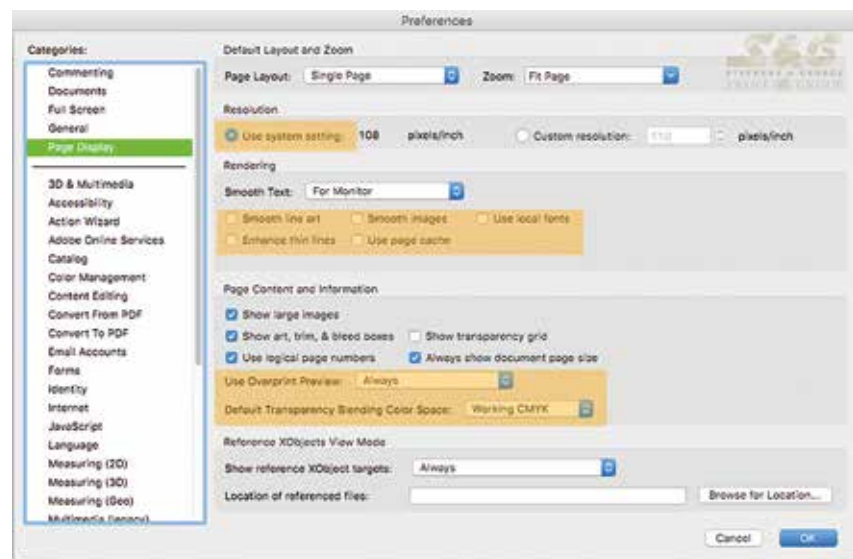 Preferences
Categories:
Commenting
Documents
Full Screen
General
Page Display
3D & Multimedia
Accessibility
Action Wizard
Adobe Online Services
Catalog
Color Management
Content Editing
Convert From PDF
Convert To PDF
Email Accounts
Forms
Identity
Internet
JavaScript
Language
Measuring (2D)
Measuring (3D)
Measuring (Geo)
Multimedia (legacy)
Default Layout and Zoom
Page Layout: Single Page Zoom: Fit Page
S&G
STEPHENS & GEORGE
PRINT GROUP
Resolution
Use system setting: 108 pixels/inch Custom resolution: 110 pixels/inch
Rendering
Smooth Text: For Monitor
Smooth line art Smooth images Use local fonts
Enhance thin lines Use page cache
Page Content and Information
Show large images
Show art, trim, & bleed boxes Show transparency grid
Use logical page numbers Always show document page size
Use Overprint Preview: Always
Default Transparency Blending Color Space: Working CMYK
Reference XObjects View Mode
Show reference XObject targets: Always
Location of referenced files: Browse for Location...
Cancel OK